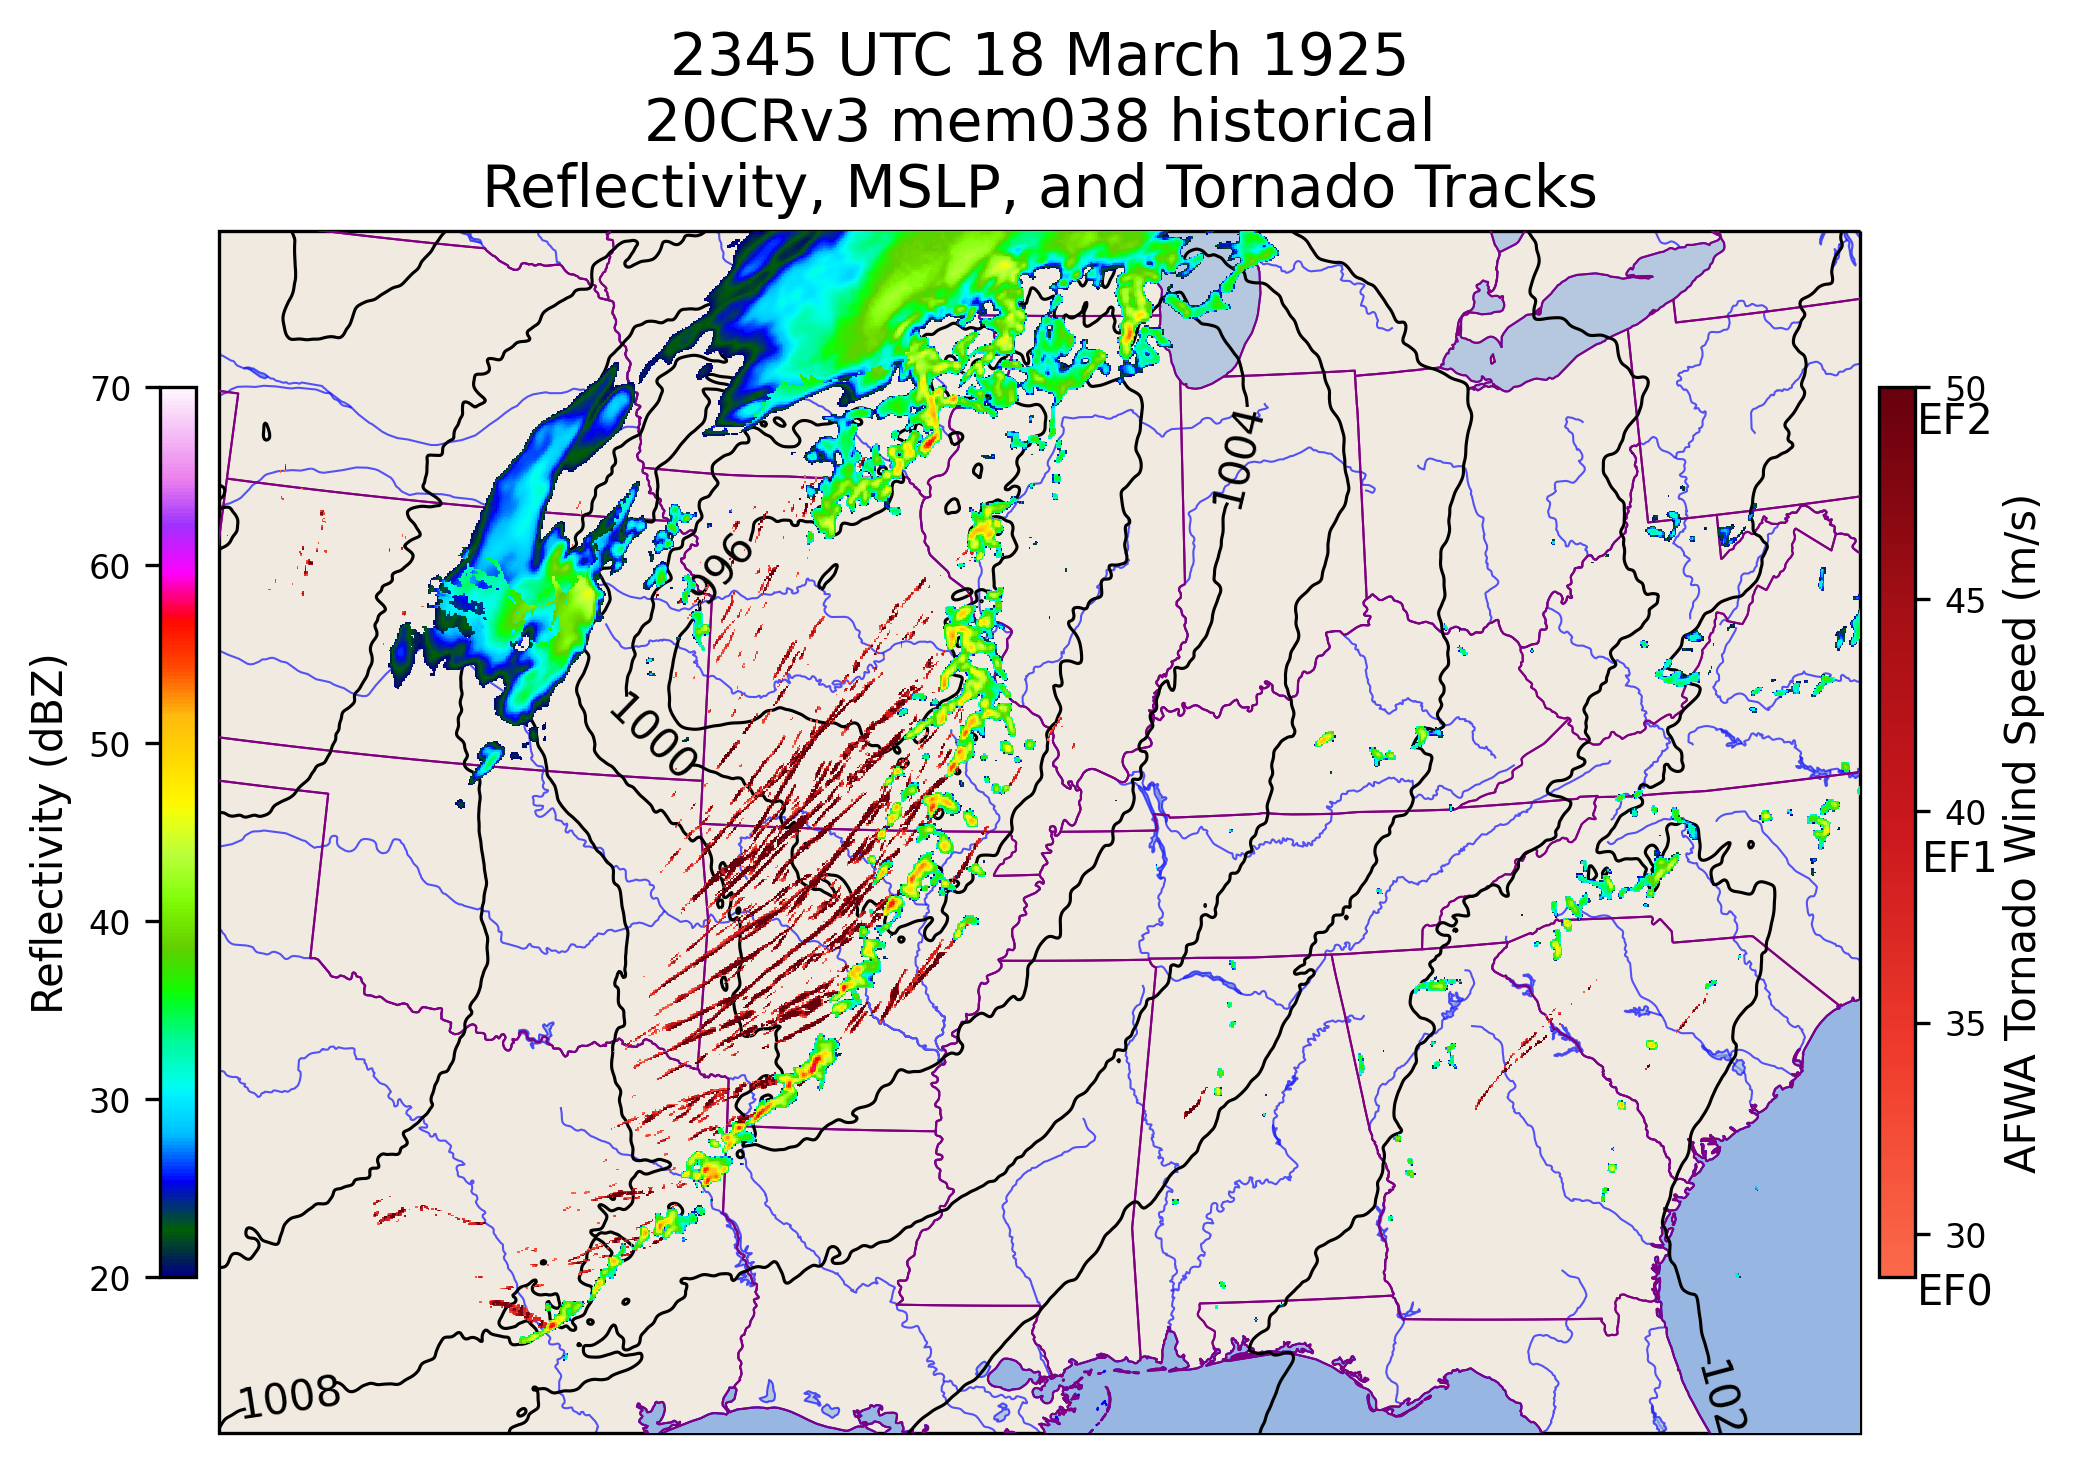 2345 UTC 18 March 1925
20CRv3 mem038 historical
Reflectivity, MSLP, and Tornado Tracks
70
60
50
40
30
20
Reflectivity (dBZ)
996
1000
1004
1008
102
50
EF2
45
40
EF1
35
30
EF0
AFWA Tornado Wind Speed (m/s)